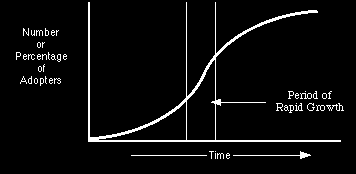 Number
or
Percentage
of
Adopters
Period of
Rapid Growth
Time